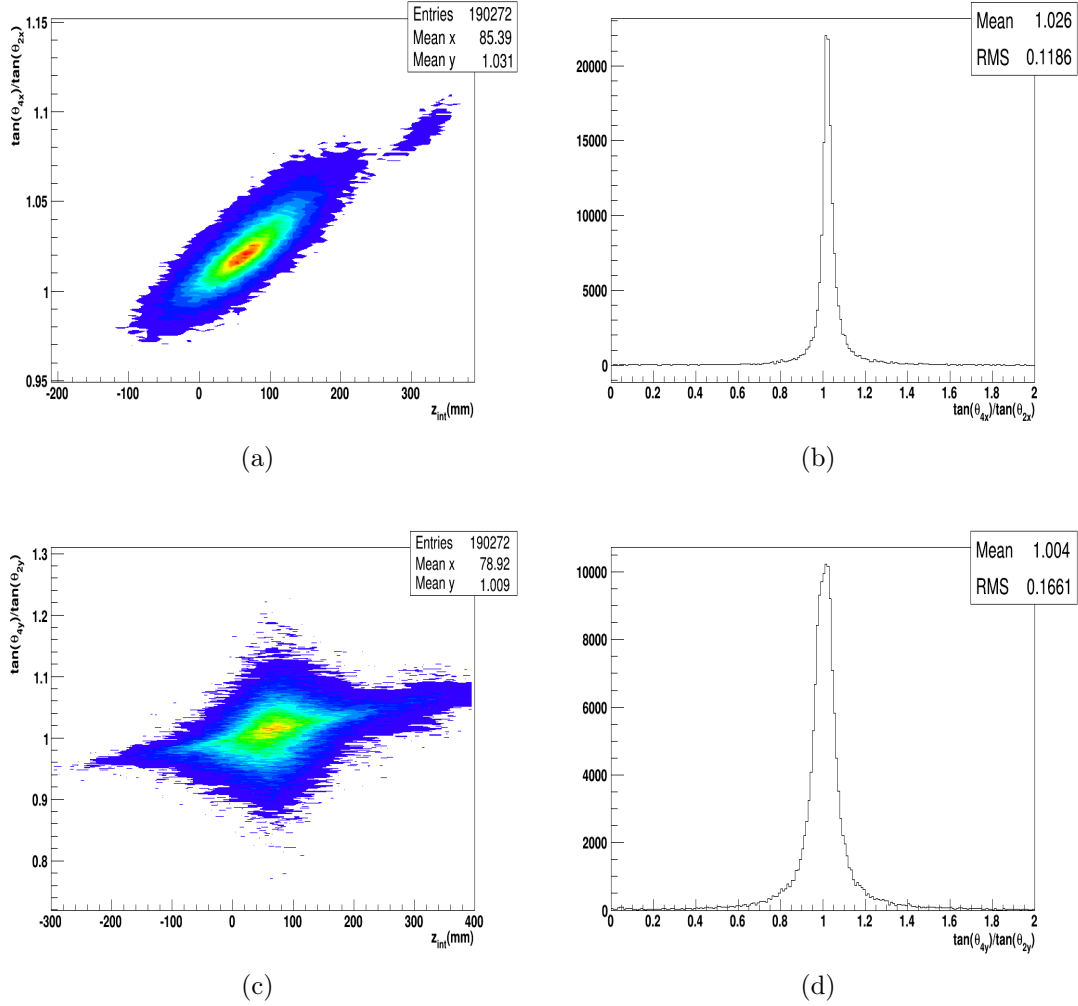 tan(θ4x)/tan(θ2x)
1.15
1.1
1.05
1
0.95
Entries 190272
Mean x 85.39
Mean y 1.031
-100 0 100 200 300
z_int(mm)
(a)
Mean 1.026
RMS 0.1186
20000
15000
10000
5000
0
0 0.2 0.4 0.6 0.8 1 1.2 1.4 1.6 1.8 2
tan(θ4x)/tan(θ2x)
(b)
tan(θ4y)/tan(θ2y)
1.3
1.2
1.1
1
0.9
0.8
Entries 190272
Mean x 78.92
Mean y 1.009
-300 -200 -100 0 100 200 300 400
z_int(mm)
(c)
Mean 1.004
RMS 0.1661
10000
8000
6000
4000
2000
0
0 0.2 0.4 0.6 0.8 1 1.2 1.4 1.6 1.8 2
tan(θ4y)/tan(θ2y)
(d)